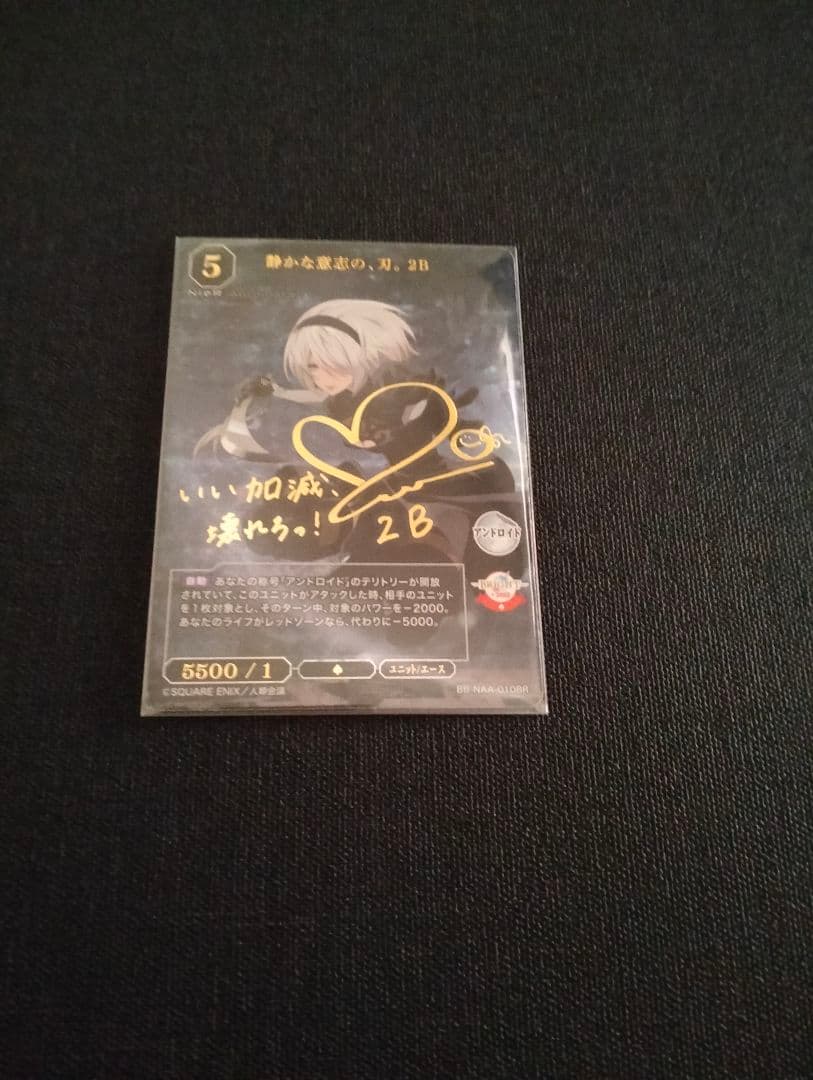 5
静かな意志の、刃。2B
いい加減、
壊れろっ!
2B
アンドロイド
自動 あなたの称号「アンドロイド」のテリトリーが開放
されていて、このユニットがアタックした時、相手のユニット
を1枚対象とし、そのターン中、対象のパワーを−2000。
あなたのライフがレッドゾーンなら、代わりに−5000。
5500 / 1
ユニット/エース
©SQUARE ENIX/人類会議
BB-NAA-010BR